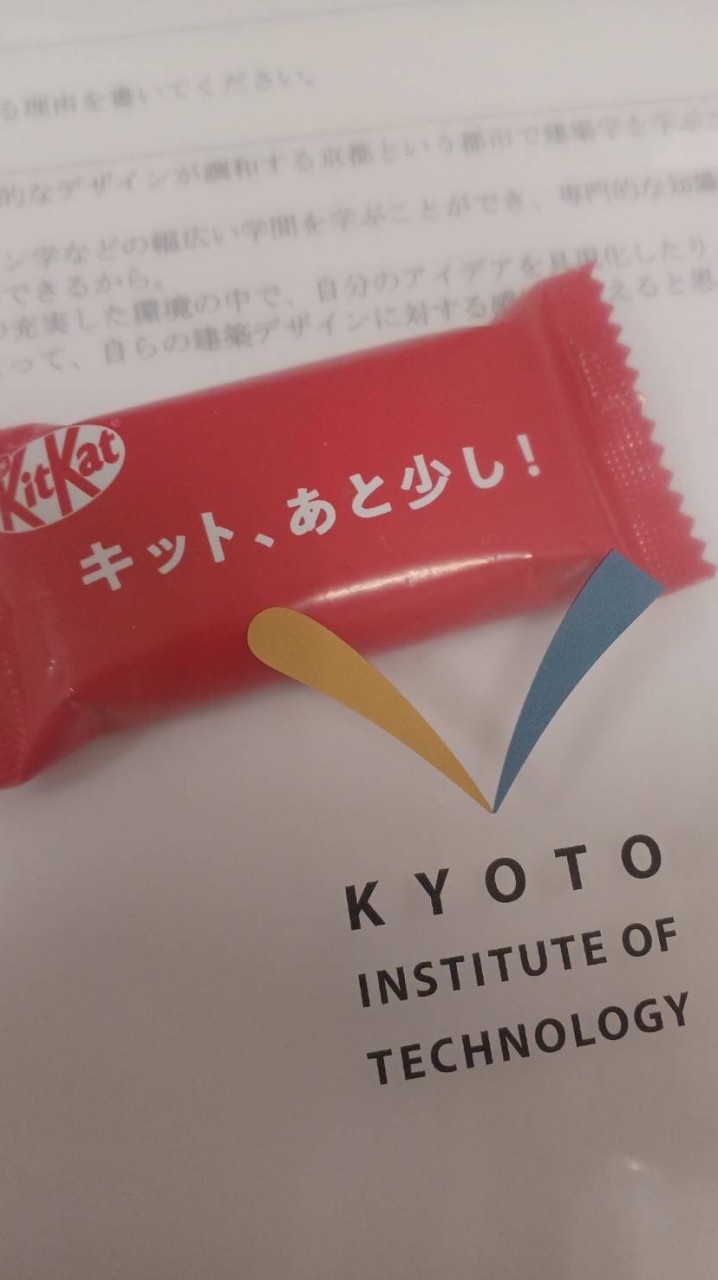 る理由を書いてください。
的なデザインが調和する京都という都市で建築学を学ぶ
ン学などの幅広い学問を学ぶことができ、専門的な知識
できるから。
充実した環境の中で、自分のアイデアを具現化したり
って、自らの建築デザインに対する えると思
KitKat
キット、あと少し!
KYOTO
INSTITUTE OF
TECHNOLOGY